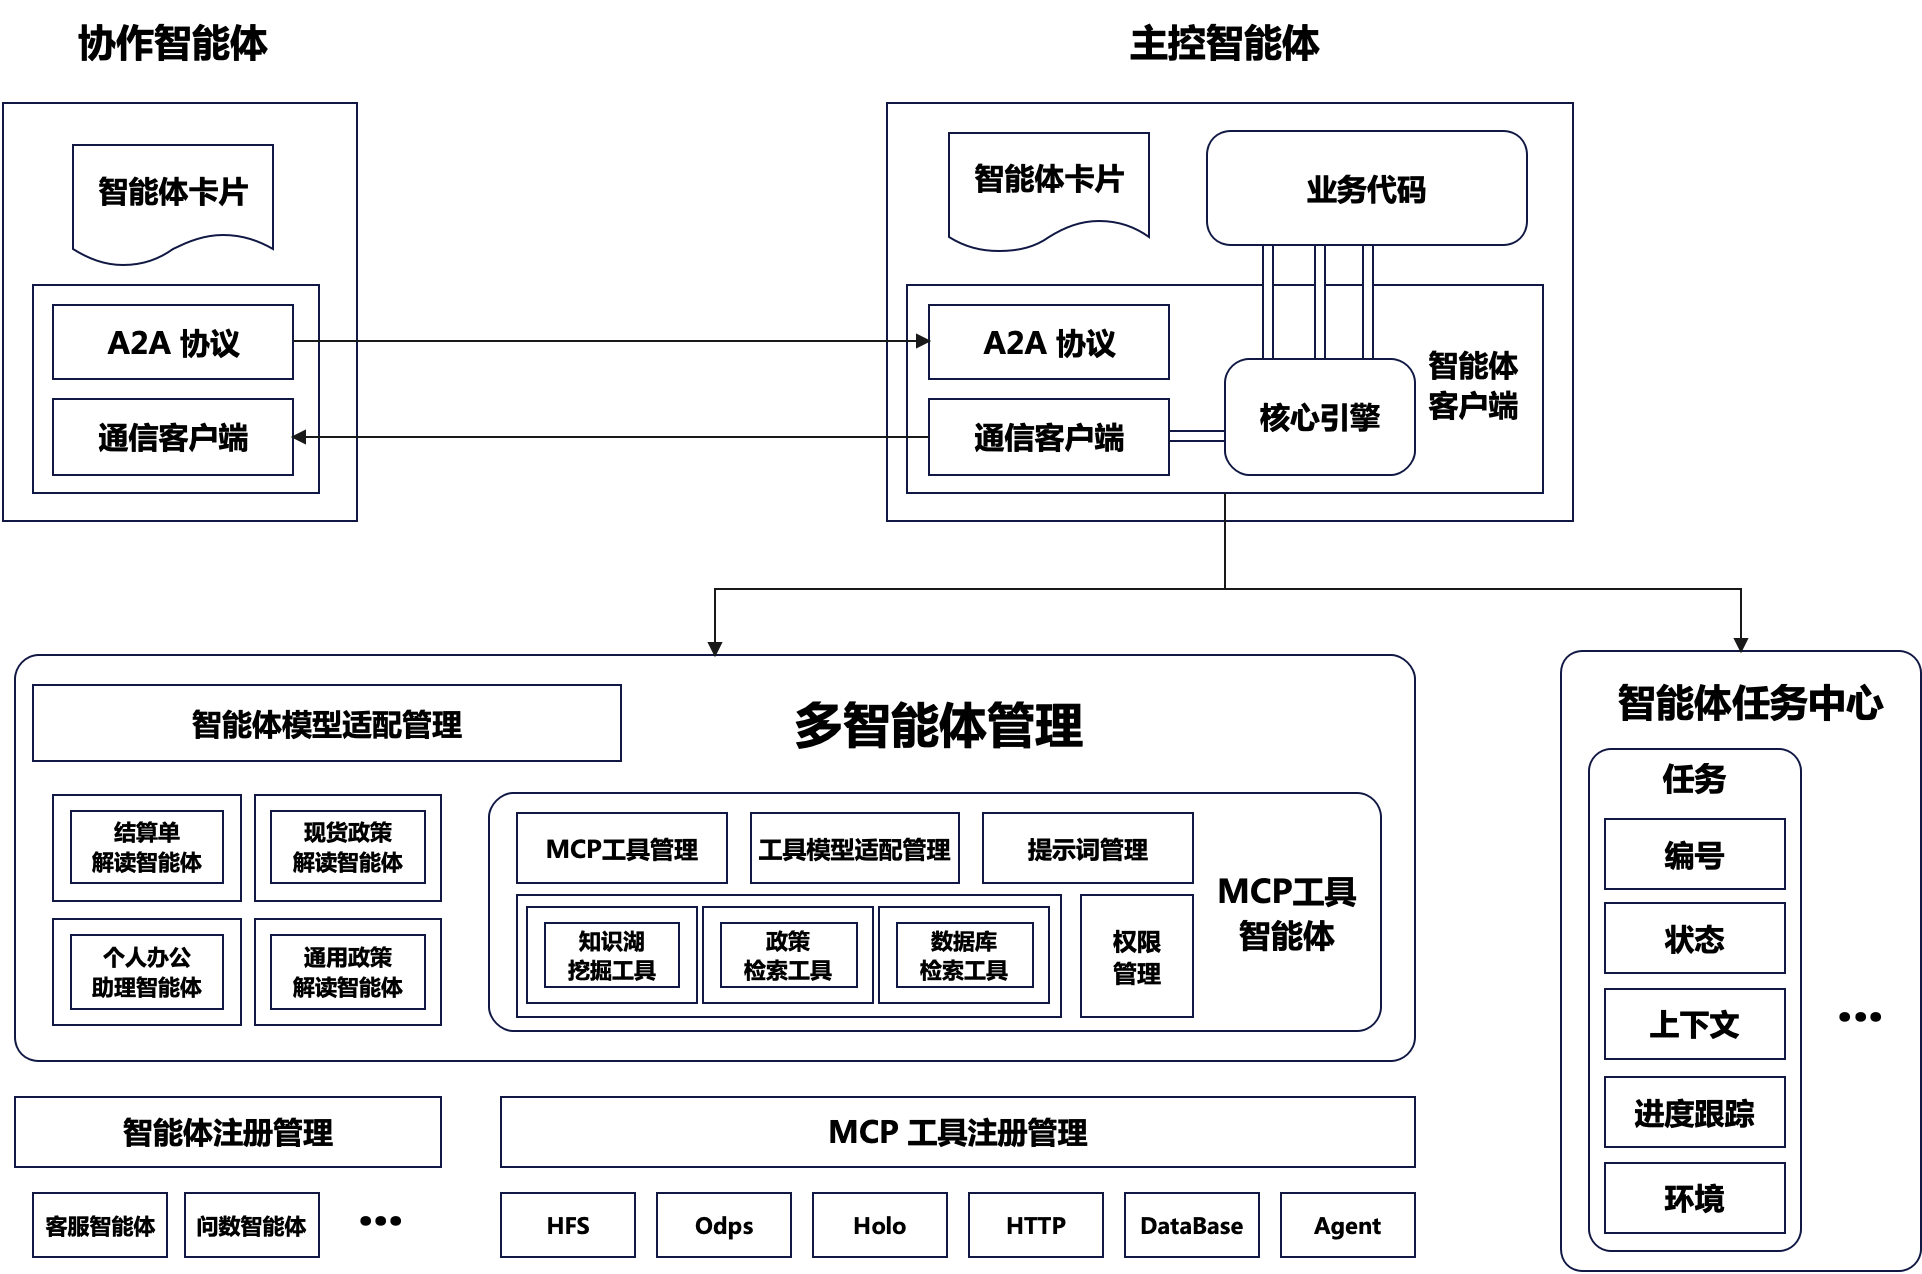 协作智能体
主控智能体
智能体卡片
A2A 协议
通信客户端
智能体卡片
业务代码
A2A 协议
通信客户端
核心引擎
智能体
客户端
多智能体管理
智能体模型适配管理
结算单
解读智能体
现货政策
解读智能体
个人办公
助理智能体
通用政策
解读智能体
MCP工具管理
工具模型适配管理
提示词管理
知识湖
挖掘工具
政策
检索工具
数据库
检索工具
权限
管理
MCP工具
智能体
智能体任务中心
任务
编号
状态
上下文
进度跟踪
环境
•••
智能体注册管理
MCP 工具注册管理
客服智能体
问数智能体
•••
HFS
Odps
Holo
HTTP
DataBase
Agent